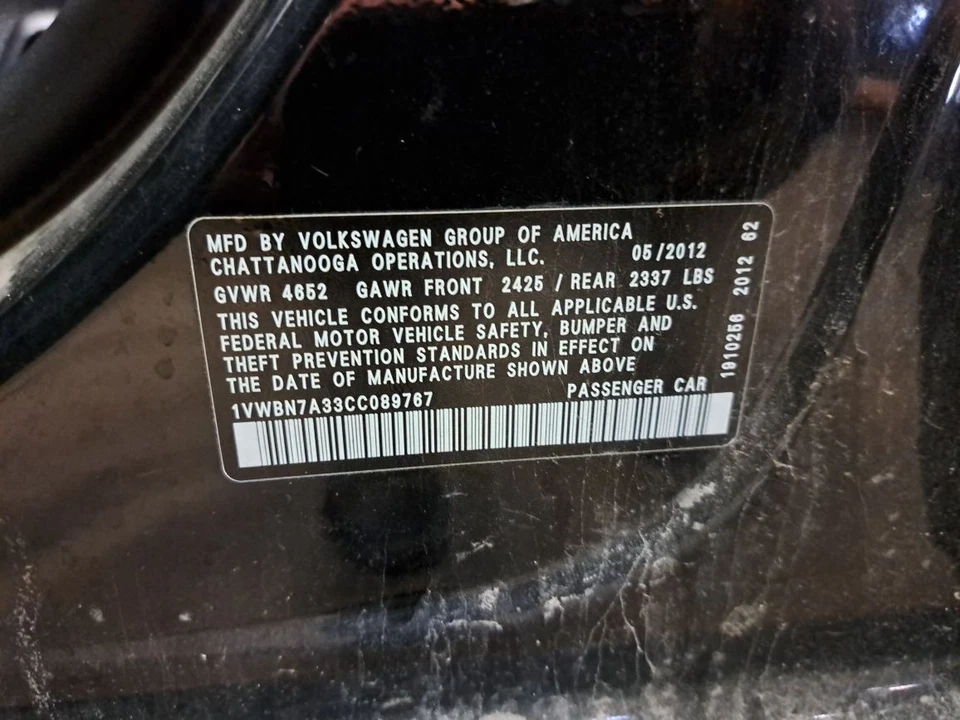 MFD BY VOLKSWAGEN GROUP OF AMERICA
CHATTANOOGA OPERATIONS, LLC. 05/2012
GVWR 4652 GAWR FRONT 2425 / REAR 2337 LBS
THIS VEHICLE CONFORMS TO ALL APPLICABLE U.S.
FEDERAL MOTOR VEHICLE SAFETY, BUMPER AND
THEFT PREVENTION STANDARDS IN EFFECT ON
THE DATE OF MANUFACTURE SHOWN ABOVE
1VWBN7A33CC089767 PASSENGER CAR
1910256 2012 62